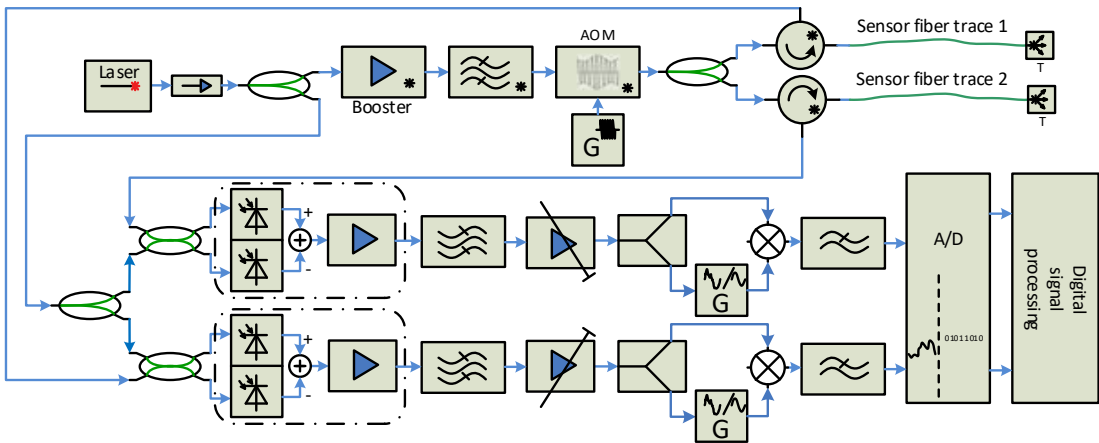 Sensor fiber trace 1
AOM
Laser
T
Sensor fiber trace 2
Booster
G
T
+
-
A/D
G
Digital
signal
processing
01011010
+
-
G